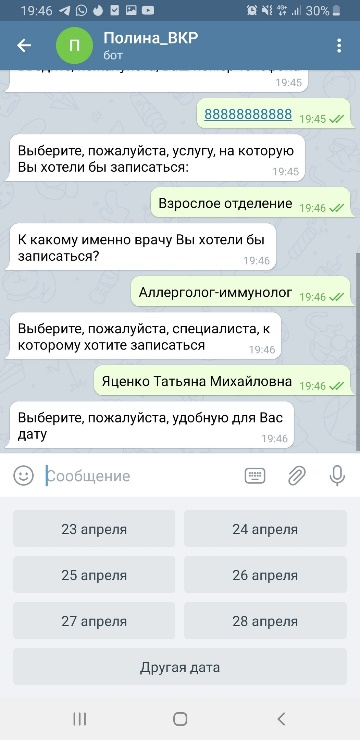 19:46
30%
Полина_ВКР
П
бот
19:45
88888888888
19:45
Выберите, пожалуйста, услугу, на которую
Вы хотели бы записаться:
19:45
Взрослое отделение
19:46
К какому именно врачу Вы хотели бы
записаться?
19:46
Аллерголог-иммунолог
19:46
Выберите, пожалуйста, специалиста, к
которому хотите записаться
19:46
Яценко Татьяна Михайловна
19:46
Выберите, пожалуйста, удобную для Вас
дату
19:46
Сообщение
23 апреля
24 апреля
25 апреля
26 апреля
27 апреля
28 апреля
Другая дата